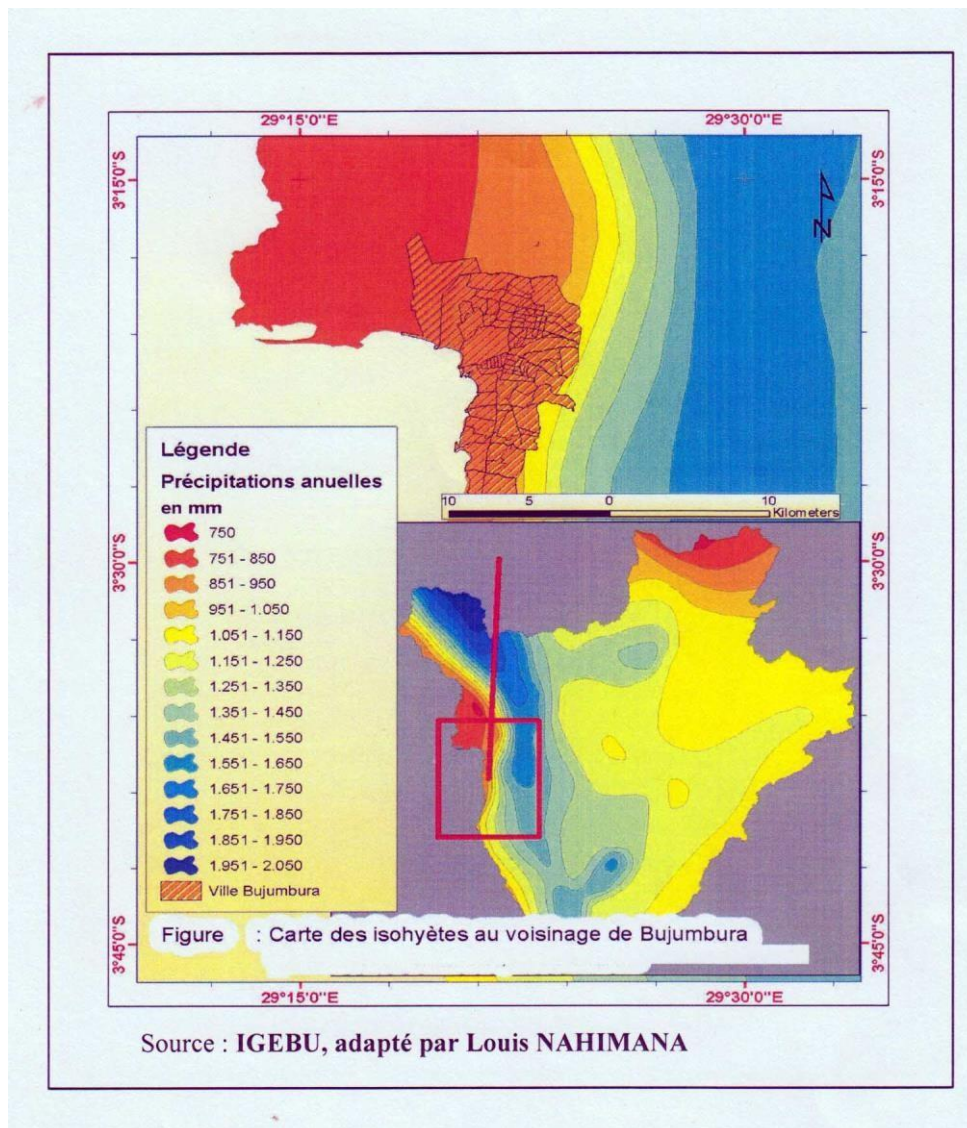 29°15'0"E 29°30'0"E
3°15'0"S 3°15'0"S
N
Légende
Précipitations anuelles
en mm
750
751 - 850
851 - 950
951 - 1.050
1.051 - 1.150
1.151 - 1.250
1.251 - 1.350
1.351 - 1.450
1.451 - 1.550
1.551 - 1.650
1.651 - 1.750
1.751 - 1.850
1.851 - 1.950
1.951 - 2.050
Ville Bujumbura
10 5 0 10
Kilometers
3°30'0"S 3°30'0"S
Figure : Carte des isohyètes au voisinage de Bujumbura
3°45'0"S 3°45'0"S
29°15'0"E 29°30'0"E
Source : IGEBU, adapté par Louis NAHIMANA